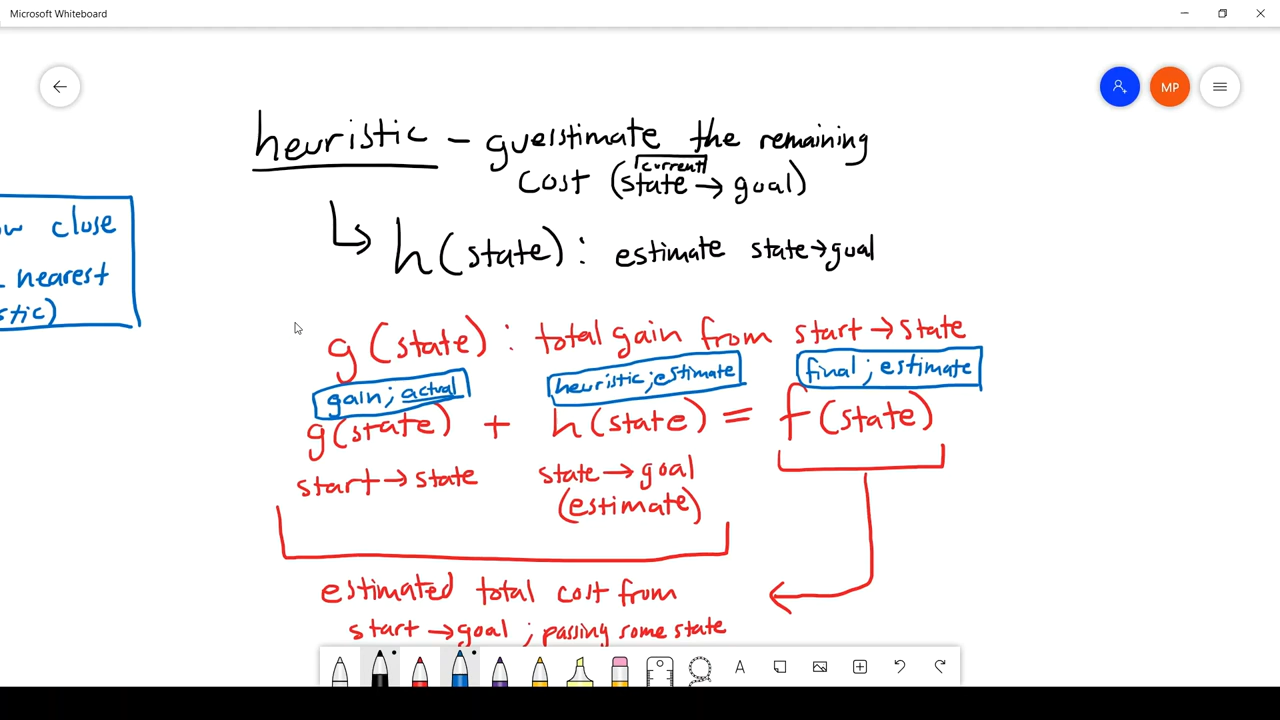 Microsoft Whiteboard
MP
heuristic – guesstimate the remaining
cost (state → goal)
current
h(state): estimate state→goal
close
nearest
g(state): total gain from start→state
gain; actual
heuristic; estimate
final; estimate
g(state) + h(state) = f(state)
start → state
state → goal
(estimate)
estimated total cost from
start → goal ; passing some state
A